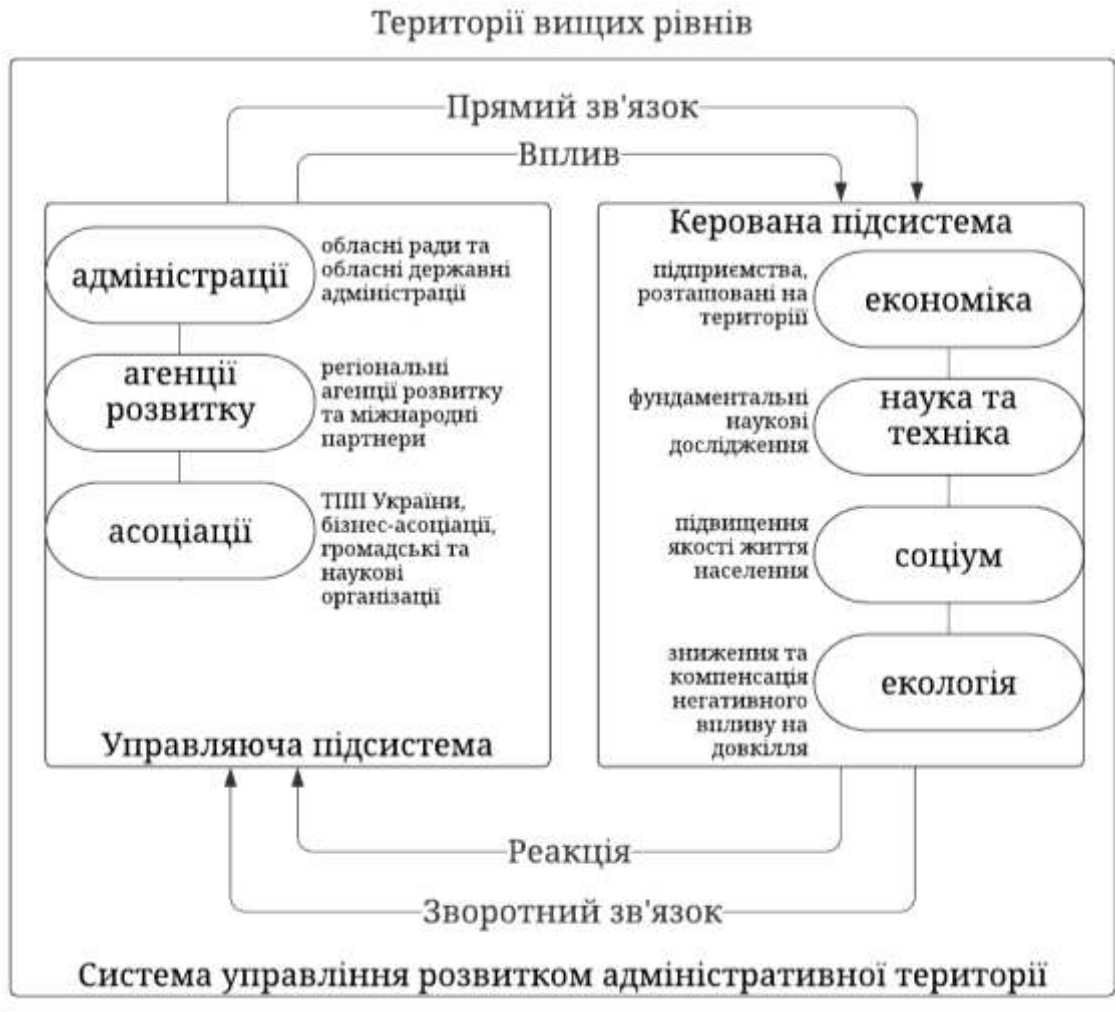 Території вищих рівнів
Прямий зв'язок
Вплив
адміністрації
обласні ради та
обласні державні
адміністрації
агенції
розвитку
регіональні
агенції розвитку
та міжнародні
партнери
асоціації
ТПП України,
бізнес-асоціації,
громадські та
наукові
організації
Управляюча підсистема
Керована підсистема
підприємства,
розташовані на
території
економіка
фундаментальні
наукові
дослідження
наука та
техніка
підвищення
якості життя
населення
соціум
зниження та
компенсація
негативного
впливу на
довкілля
екологія
Реакція
Зворотний зв'язок
Система управління розвитком адміністративної території